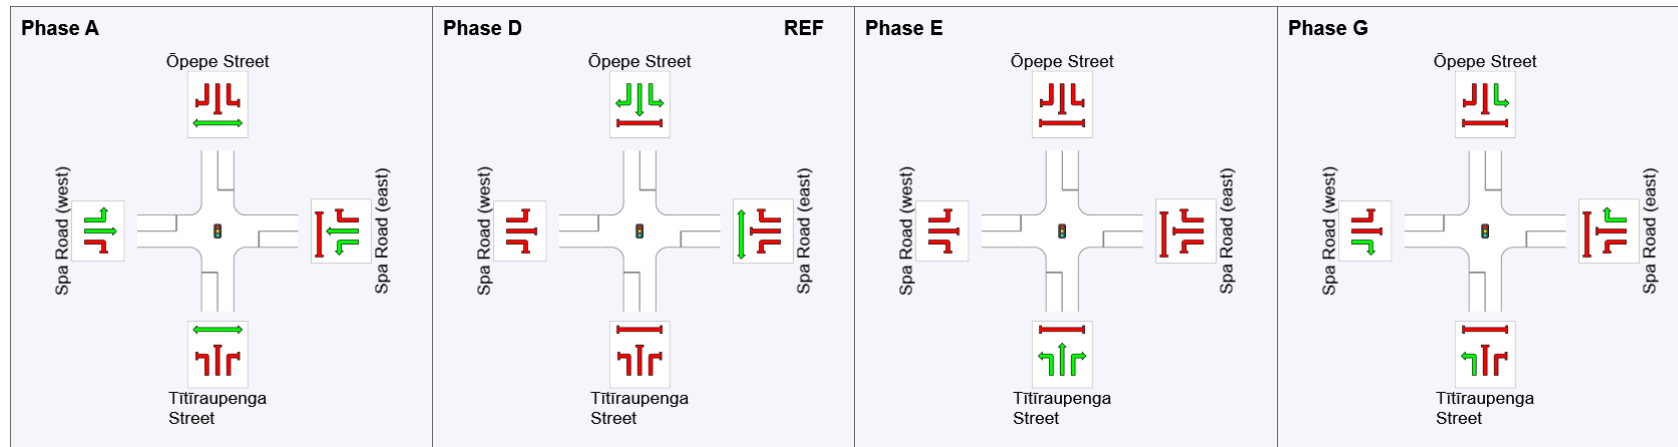 Phase A
Ōpepe Street
Spa Road (west)
Spa Road (east)
Tītīraupenga
Street
Phase D
REF
Ōpepe Street
Spa Road (west)
Spa Road (east)
Tītīraupenga
Street
Phase E
Ōpepe Street
Spa Road (west)
Spa Road (east)
Tītīraupenga
Street
Phase G
Ōpepe Street
Spa Road (west)
Spa Road (east)
Tītīraupenga
Street